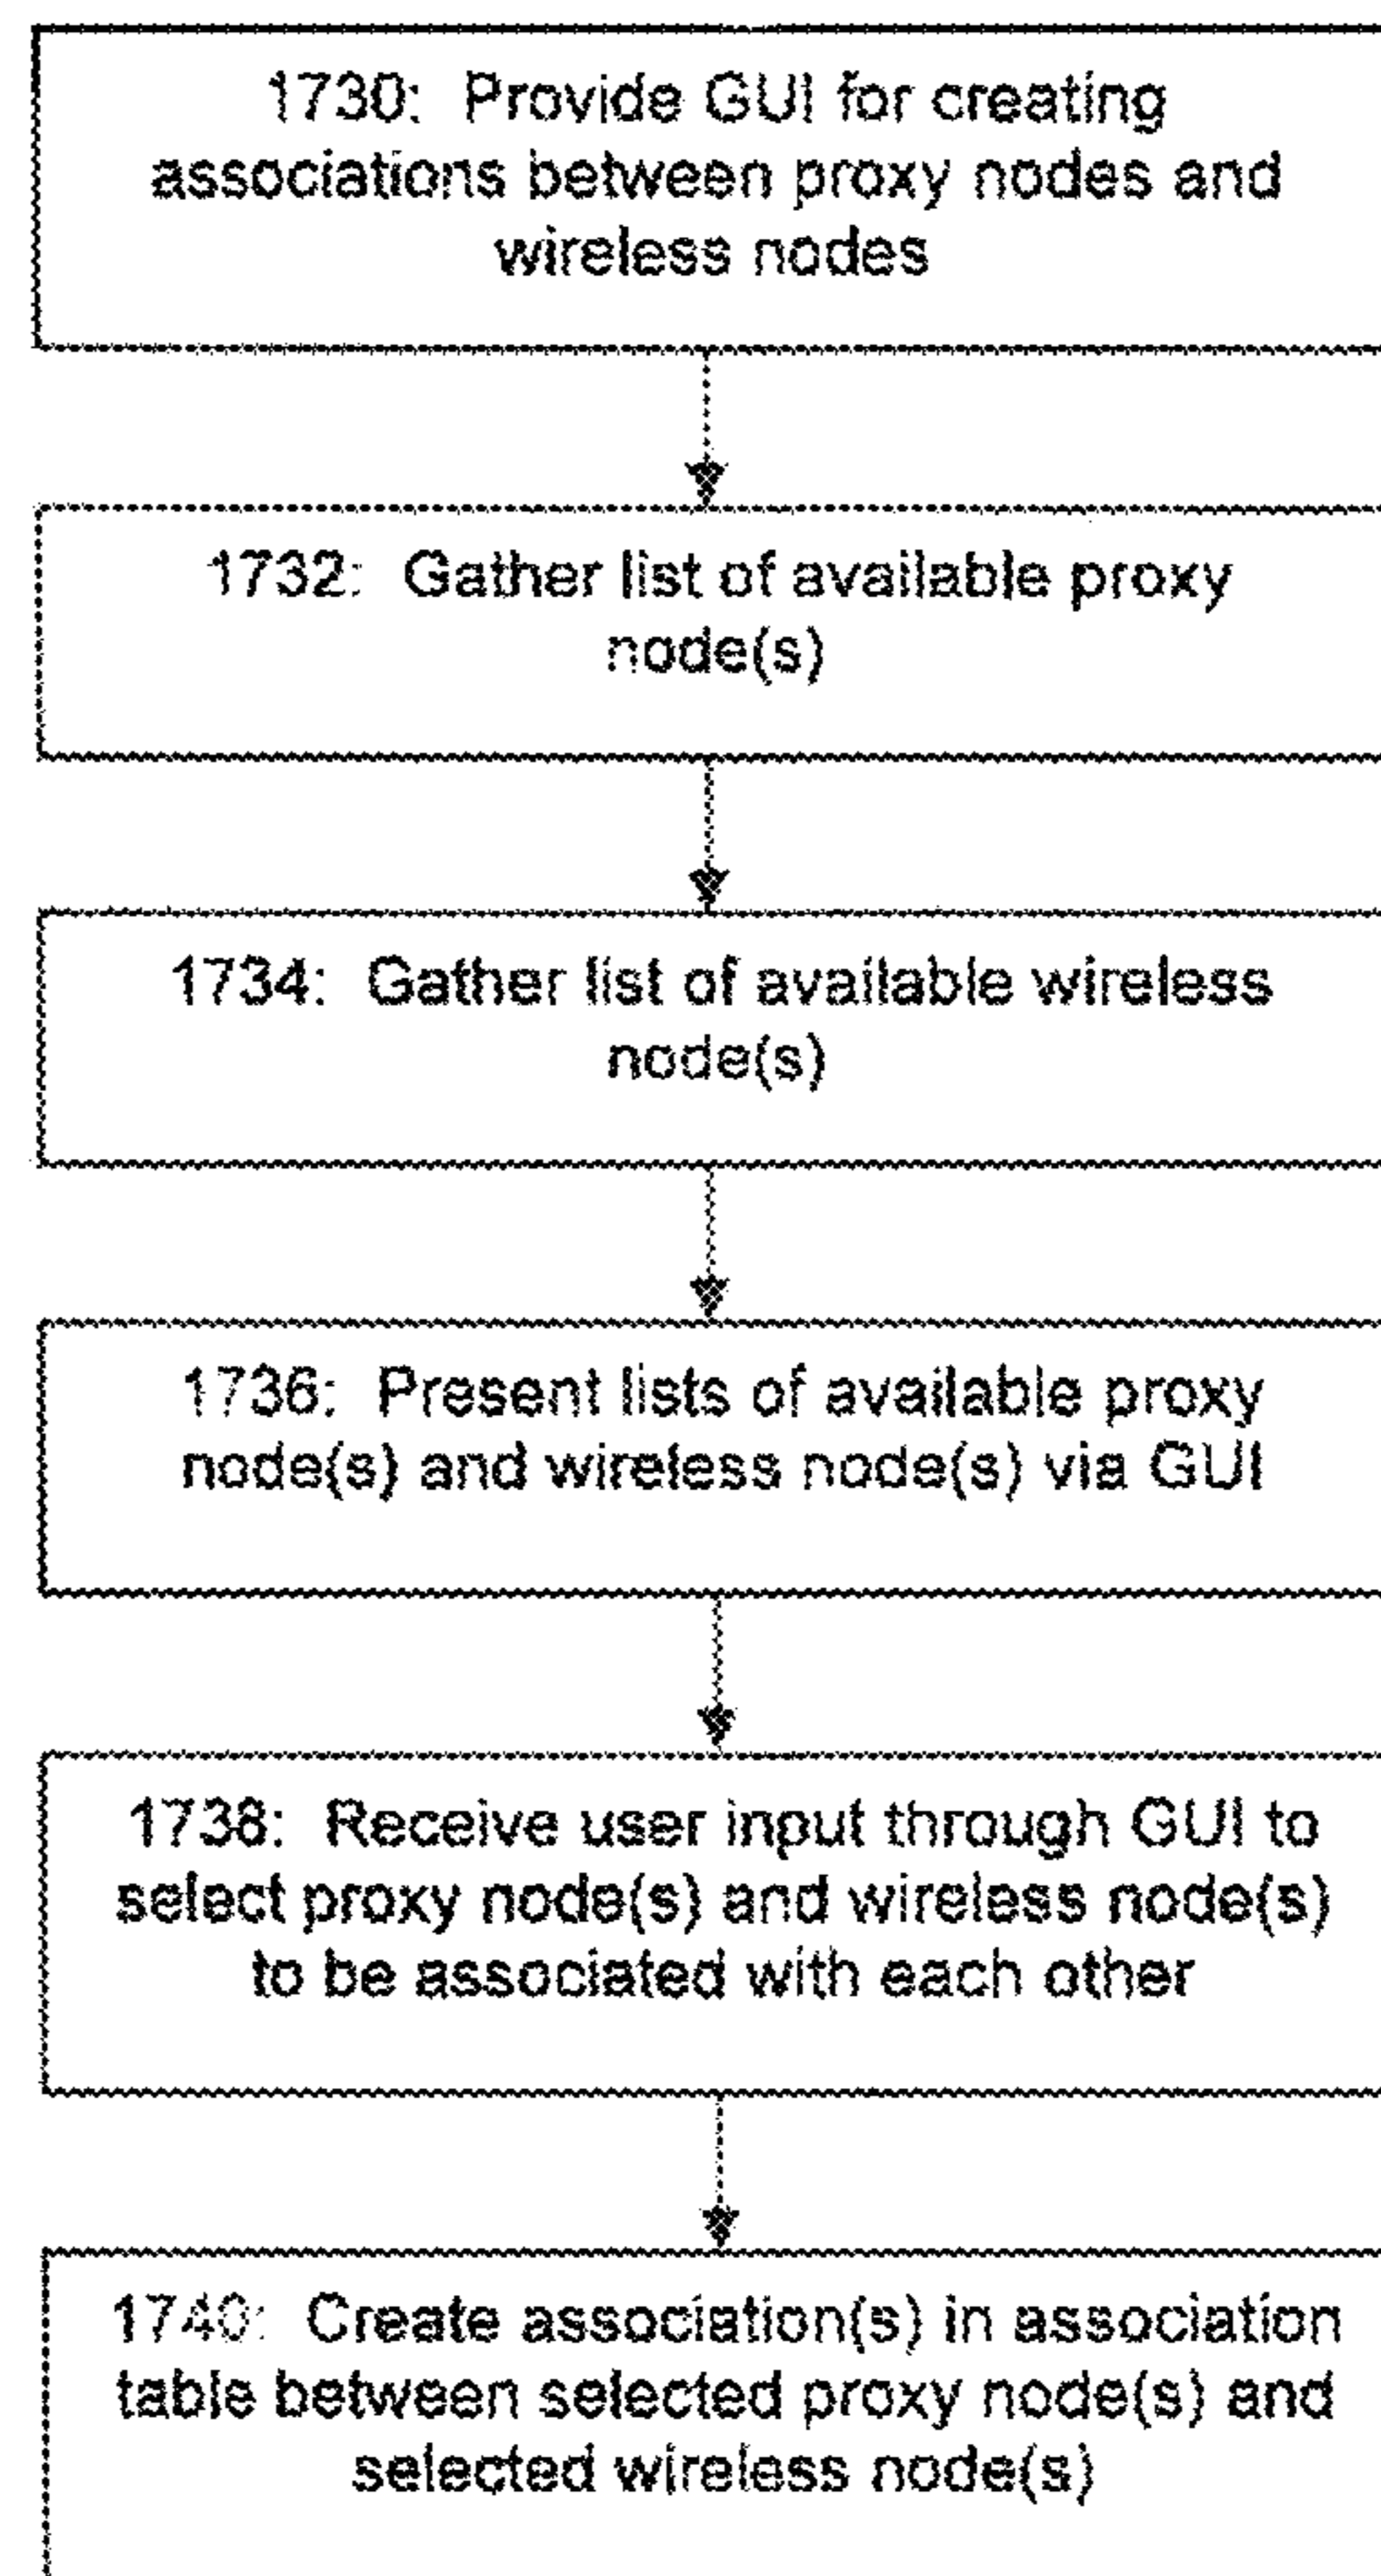 1730: Provide GUI for creating
associations between proxy nodes and
wireless nodes
1732: Gather list of available proxy
node(s)
1734: Gather list of available wireless
node(s)
1736: Present lists of available proxy
node(s) and wireless node(s) via GUI
1738: Receive user input through GUI to
select proxy node(s) and wireless node(s)
to be associated with each other
1740: Create association(s) in association
table between selected proxy node(s) and
selected wireless node(s)